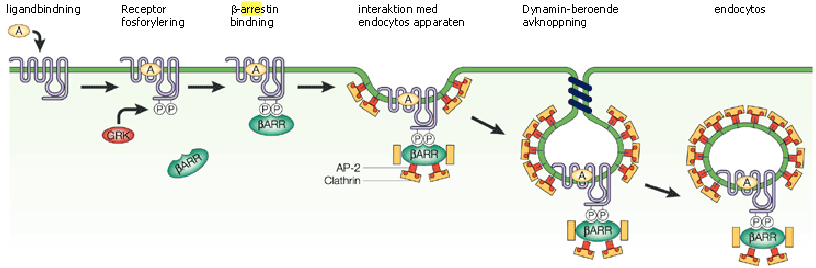 ligandbindning
Receptor
fosforylering
β-arrestin
bindning
interaktion med
endocytos apparaten
Dynamin-beroende
avknoppning
endocytos
A
A
A
A
A
A
P P
P P
P P
P P
P P
GRK
βARR
βARR
βARR
βARR
βARR
AP-2
Clathrin